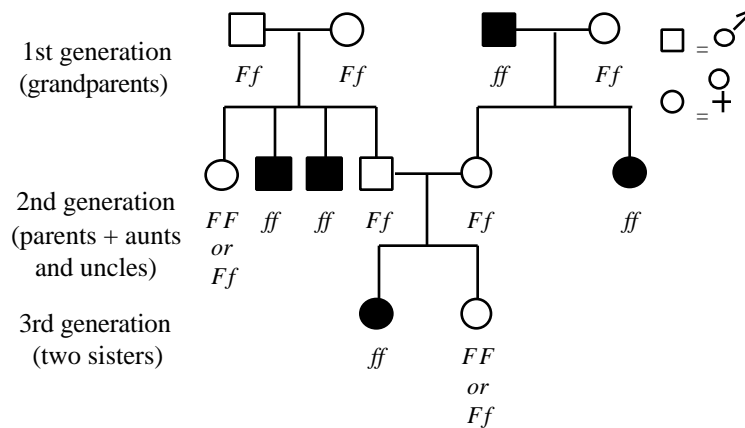 1st generation
(grandparents)
Ff Ff ff Ff
=
=
2nd generation
(parents + aunts
and uncles)
FF
or
Ff
ff ff Ff Ff ff
3rd generation
(two sisters)
ff FF
or
Ff